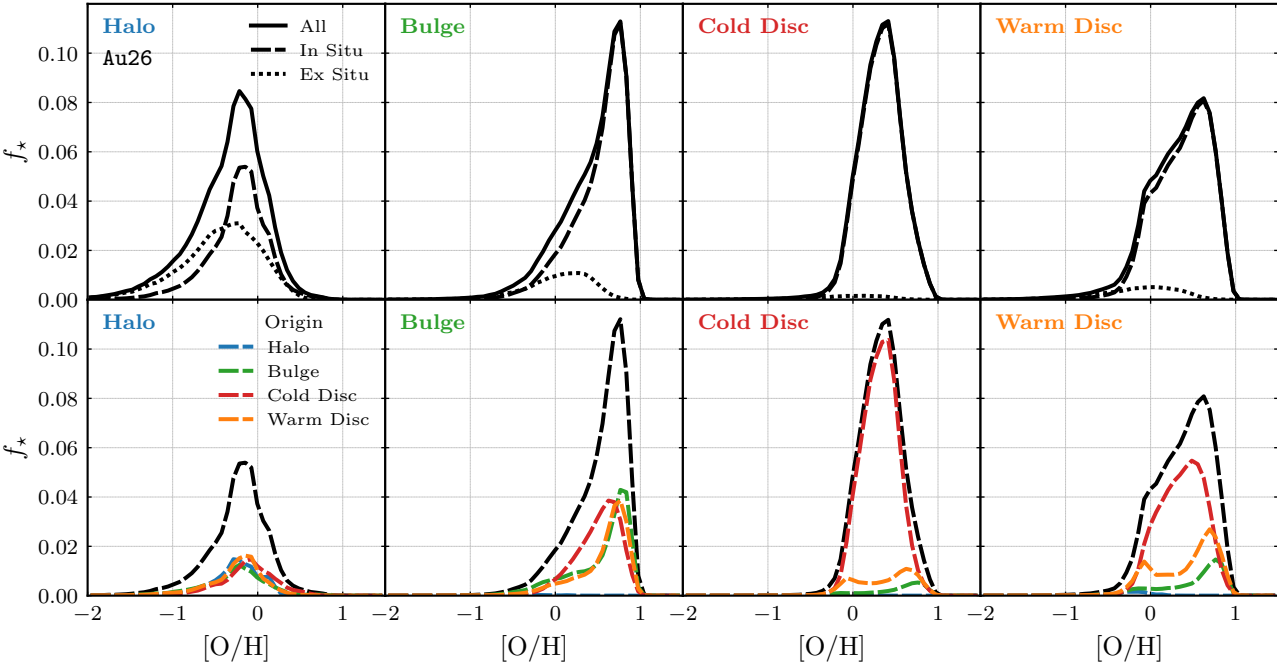 Halo
Au26
All
In Situ
Ex Situ
Bulge
Cold Disc
Warm Disc
f⋆
0.10
0.08
0.06
0.04
0.02
0.00
Halo
Origin
Halo
Bulge
Cold Disc
Warm Disc
Bulge
Cold Disc
Warm Disc
f⋆
0.10
0.08
0.06
0.04
0.02
0.00
−2 −1 0 1 −2 −1 0 1 −2 −1 0 1 −2 −1 0 1
[O/H] [O/H] [O/H] [O/H]